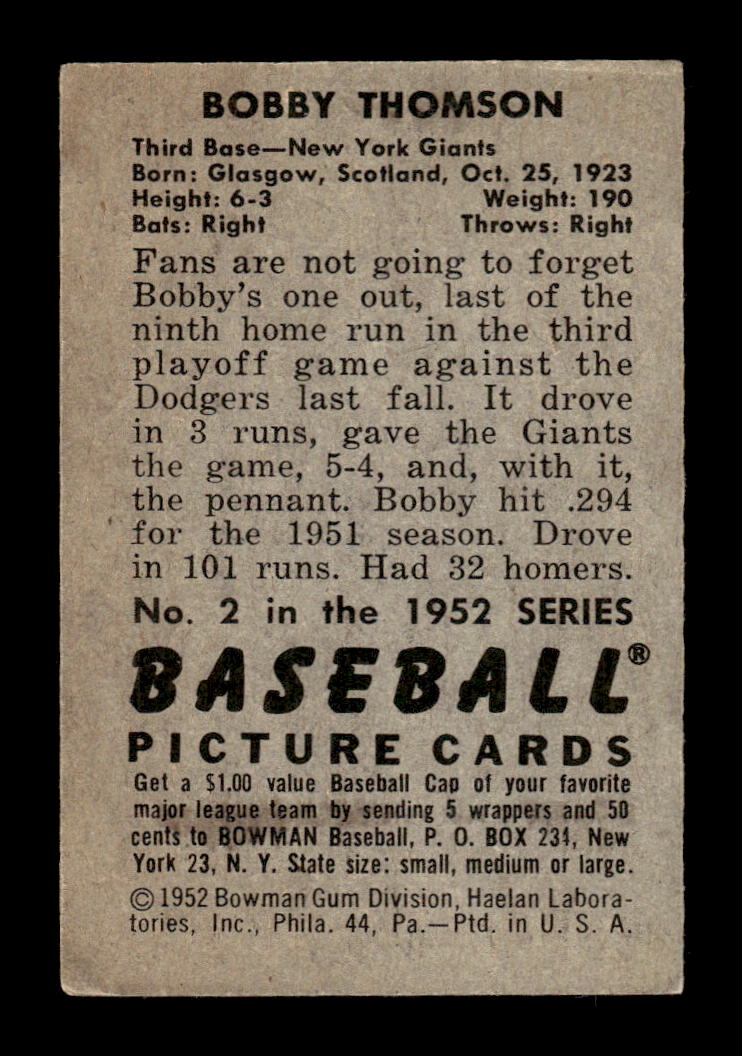 BOBBY THOMSON
Third Base—New York Giants
Born: Glasgow, Scotland, Oct. 25, 1923
Height: 6-3 Weight: 190
Bats: Right Throws: Right
Fans are not going to forget
Bobby's one out, last of the
ninth home run in the third
playoff game against the
Dodgers last fall. It drove
in 3 runs, gave the Giants
the game, 5-4, and, with it,
the pennant. Bobby hit .294
for the 1951 season. Drove
in 101 runs. Had 32 homers.
No. 2 in the 1952 SERIES
BASEBALL®
PICTURE CARDS
Get a $1.00 value Baseball Cap of your favorite
major league team by sending 5 wrappers and 50
cents to BOWMAN Baseball, P. O. BOX 234, New
York 23, N. Y. State size: small, medium or large.
© 1952 Bowman Gum Division, Haelan Labora-
tories, Inc., Phila. 44, Pa.—Ptd. in U. S. A.